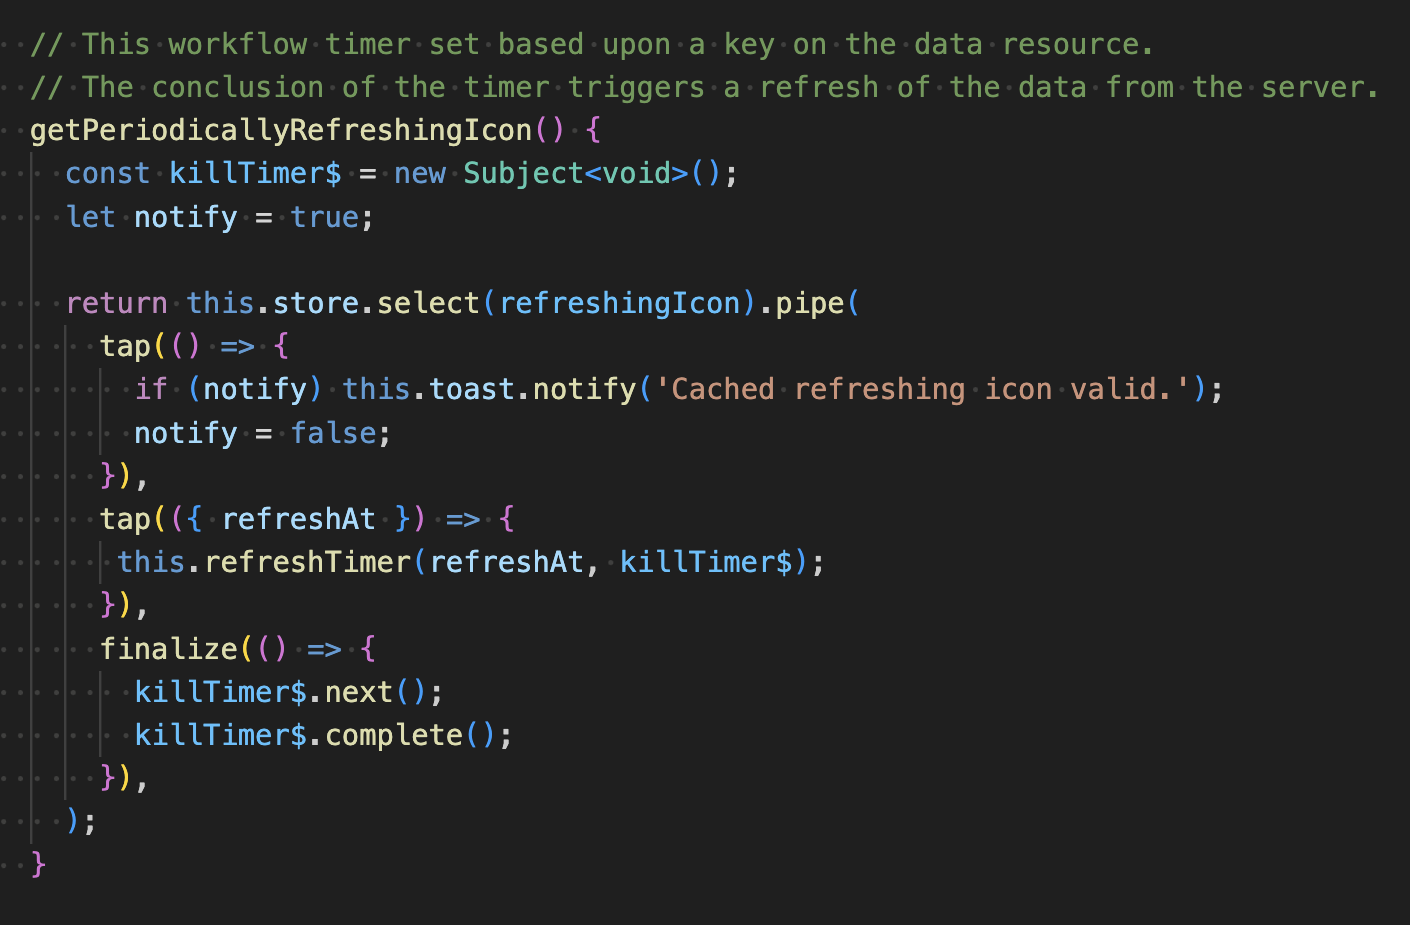 // This workflow timer set based upon a key on the data resource.
// The conclusion of the timer triggers a refresh of the data from the server.
getPeriodicallyRefreshingIcon() {
const killTimer$ = new Subject<void>();
let notify = true;
return this.store.select(refreshingIcon).pipe(
tap(() => {
if (notify) this.toast.notify('Cached refreshing icon valid.');
notify = false;
}),
tap(({ refreshAt }) => {
this.refreshTimer(refreshAt, killTimer$);
}),
finalize(() => {
killTimer$.next();
killTimer$.complete();
}),
);
}